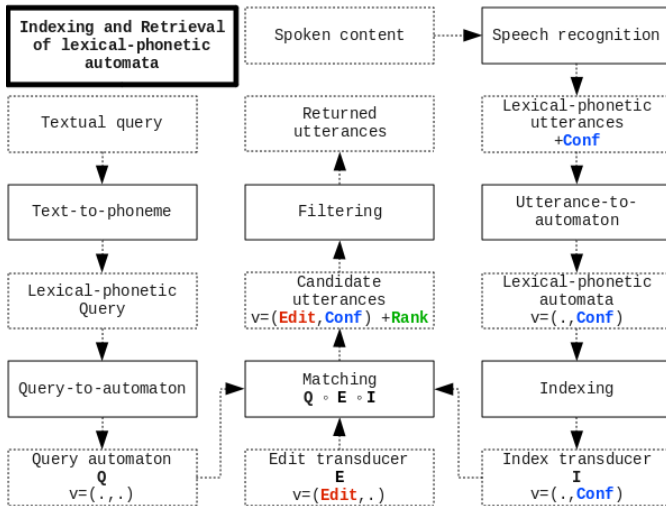 Indexing and Retrieval
of lexical-phonetic
automata
Spoken content
Speech recognition
Textual query
Returned
utterances
Lexical-phonetic
utterances
+Conf
Text-to-phoneme
Filtering
Utterance-to-
automaton
Lexical-phonetic
Query
Candidate
utterances
v=(Edit,Conf) +Rank
Lexical-phonetic
automata
v=(.,Conf)
Query-to-automaton
Matching
Q ∘ E ∘ I
Indexing
Query automaton
Q
v=(.,.)
Edit transducer
E
v=(Edit,.)
Index transducer
I
v=(.,Conf)